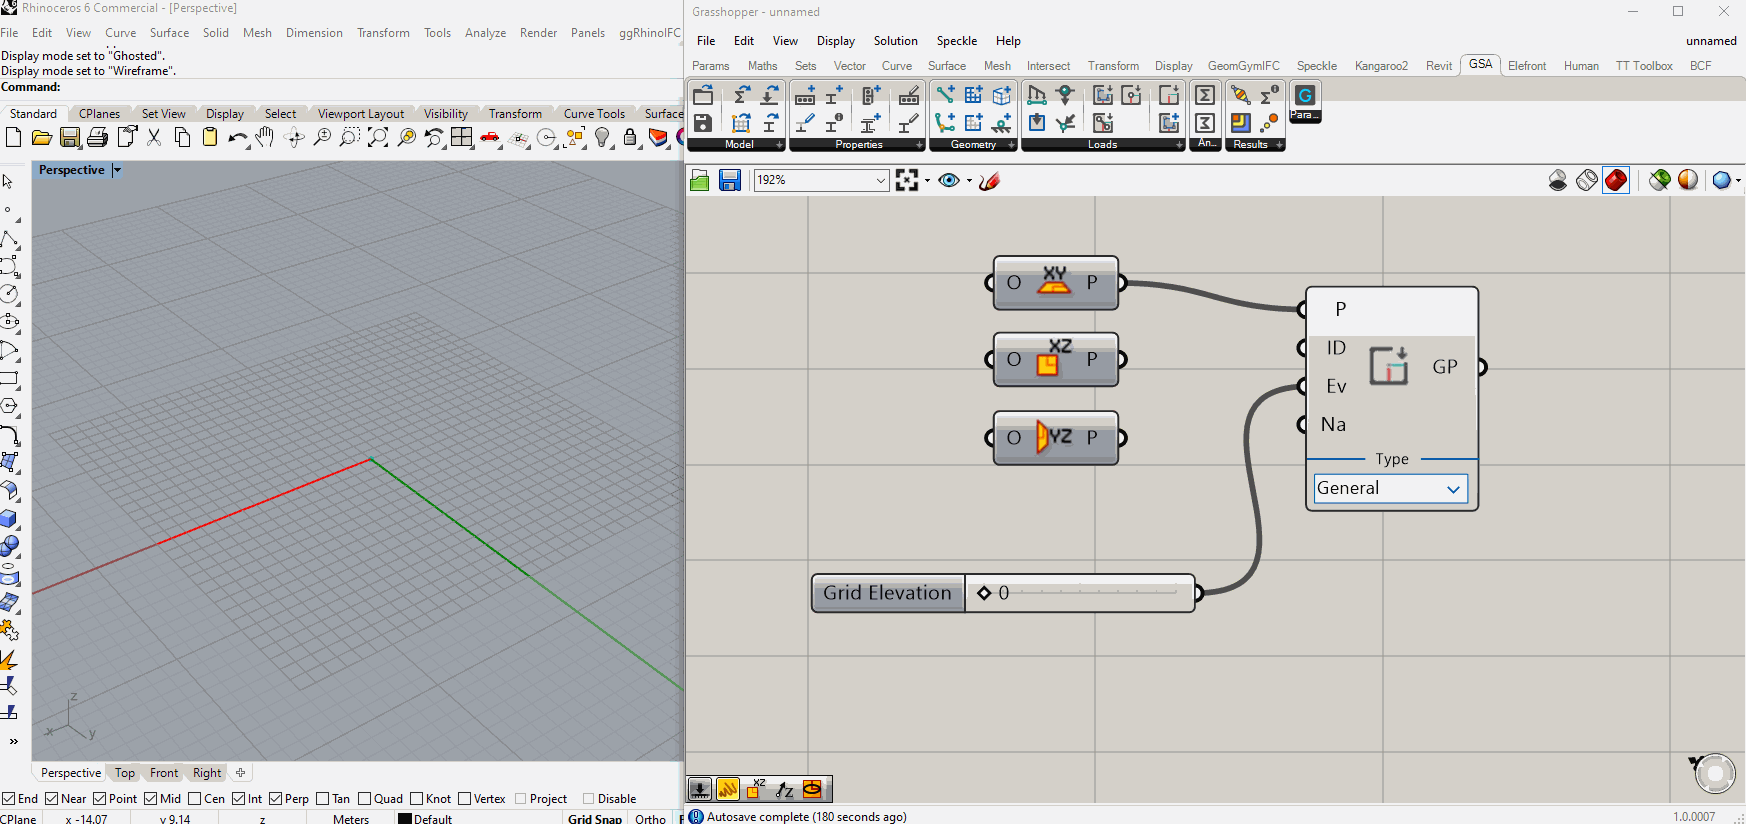 Rhinoceros 6 Commercial - [Perspective]
File Edit View Curve Surface Solid Mesh Dimension Transform Tools Analyze Render Panels ggRhinoIFC
Display mode set to "Ghosted".
Display mode set to "Wireframe".
Command:
Standard CPlanes Set View Display Select Viewport Layout Visibility Transform Curve Tools Surface
Perspective
z
x y
Perspective Top Front Right
End Near Point Mid Cen Int Perp Tan Quad Knot Vertex Project Disable
CPlane x -14.07 y 9.14 z Meters Default Grid Snap Ortho
Grasshopper - unnamed
File Edit View Display Solution Speckle Help unnamed
Params Maths Sets Vector Curve Surface Mesh Intersect Transform Display GeomGymIFC Speckle Kangaroo2 Revit GSA Elefront Human TT Toolbox BCF
G
Para...
Model Properties Geometry Loads An... Results
192%
O XY P
O XZ P
O YZ P
P
ID
Ev
Na
GP
Type
General
Grid Elevation 0
XZ
Z
Autosave complete (180 seconds ago) 1.0.0007